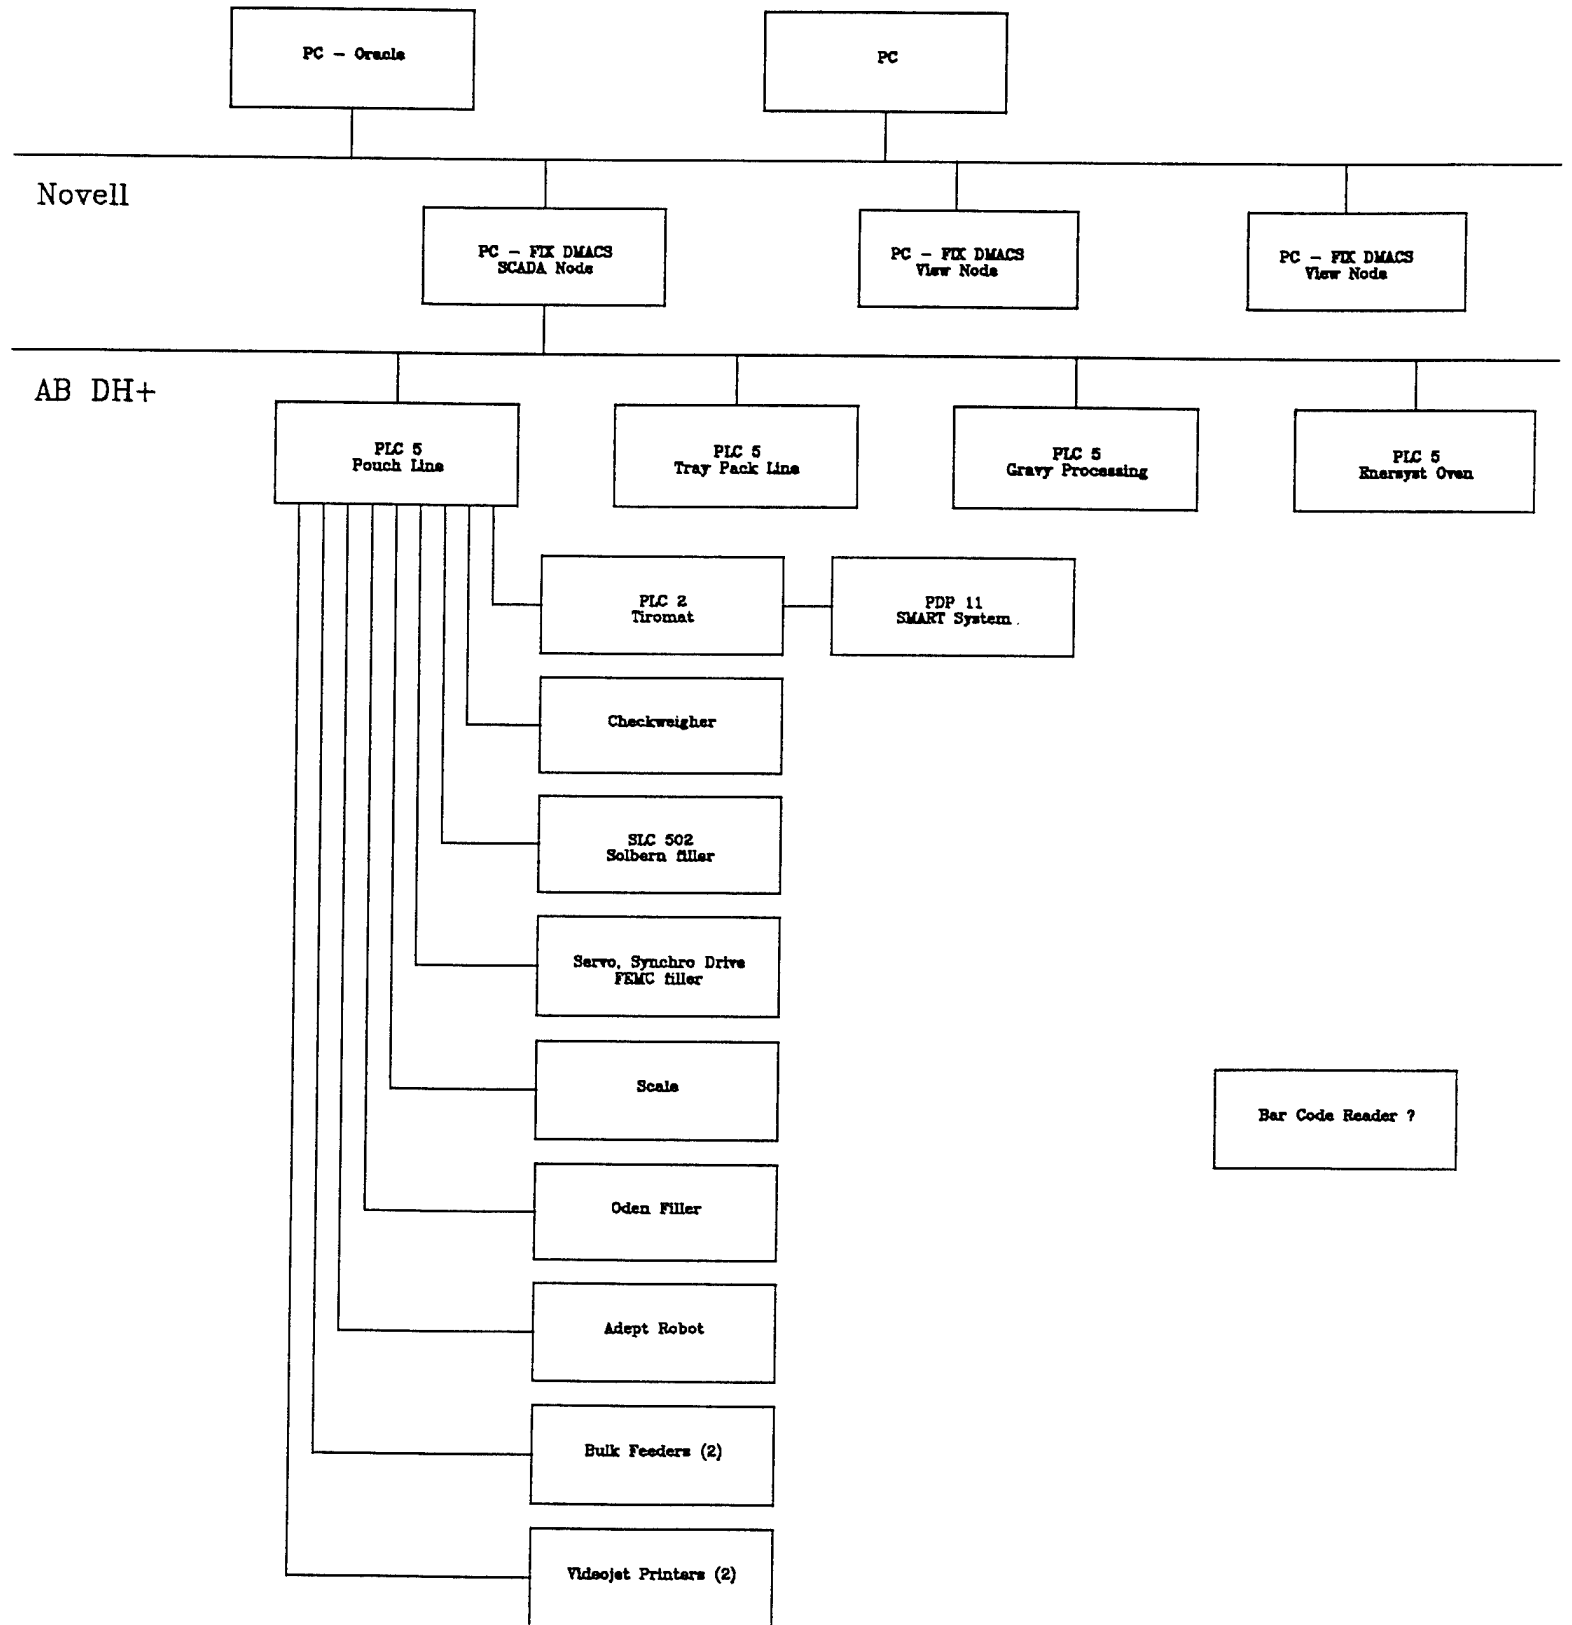 PC - Oracle
PC
Novell
PC - FIX DMACS
SCADA Node
PC - FIX DMACS
View Node
PC - FIX DMACS
View Node
AB DH+
PLC 5
Pouch Line
PLC 5
Tray Pack Line
PLC 5
Gravy Processing
PLC 5
Enersyst Oven
PLC 2
Tiromat
PDP 11
SMART System
Checkweigher
SLC 502
Solbern filler
Servo, Synchro Drive
FEMC filler
Scale
Bar Code Reader ?
Oden Filler
Adept Robot
Bulk Feeders (2)
Videojet Printers (2)